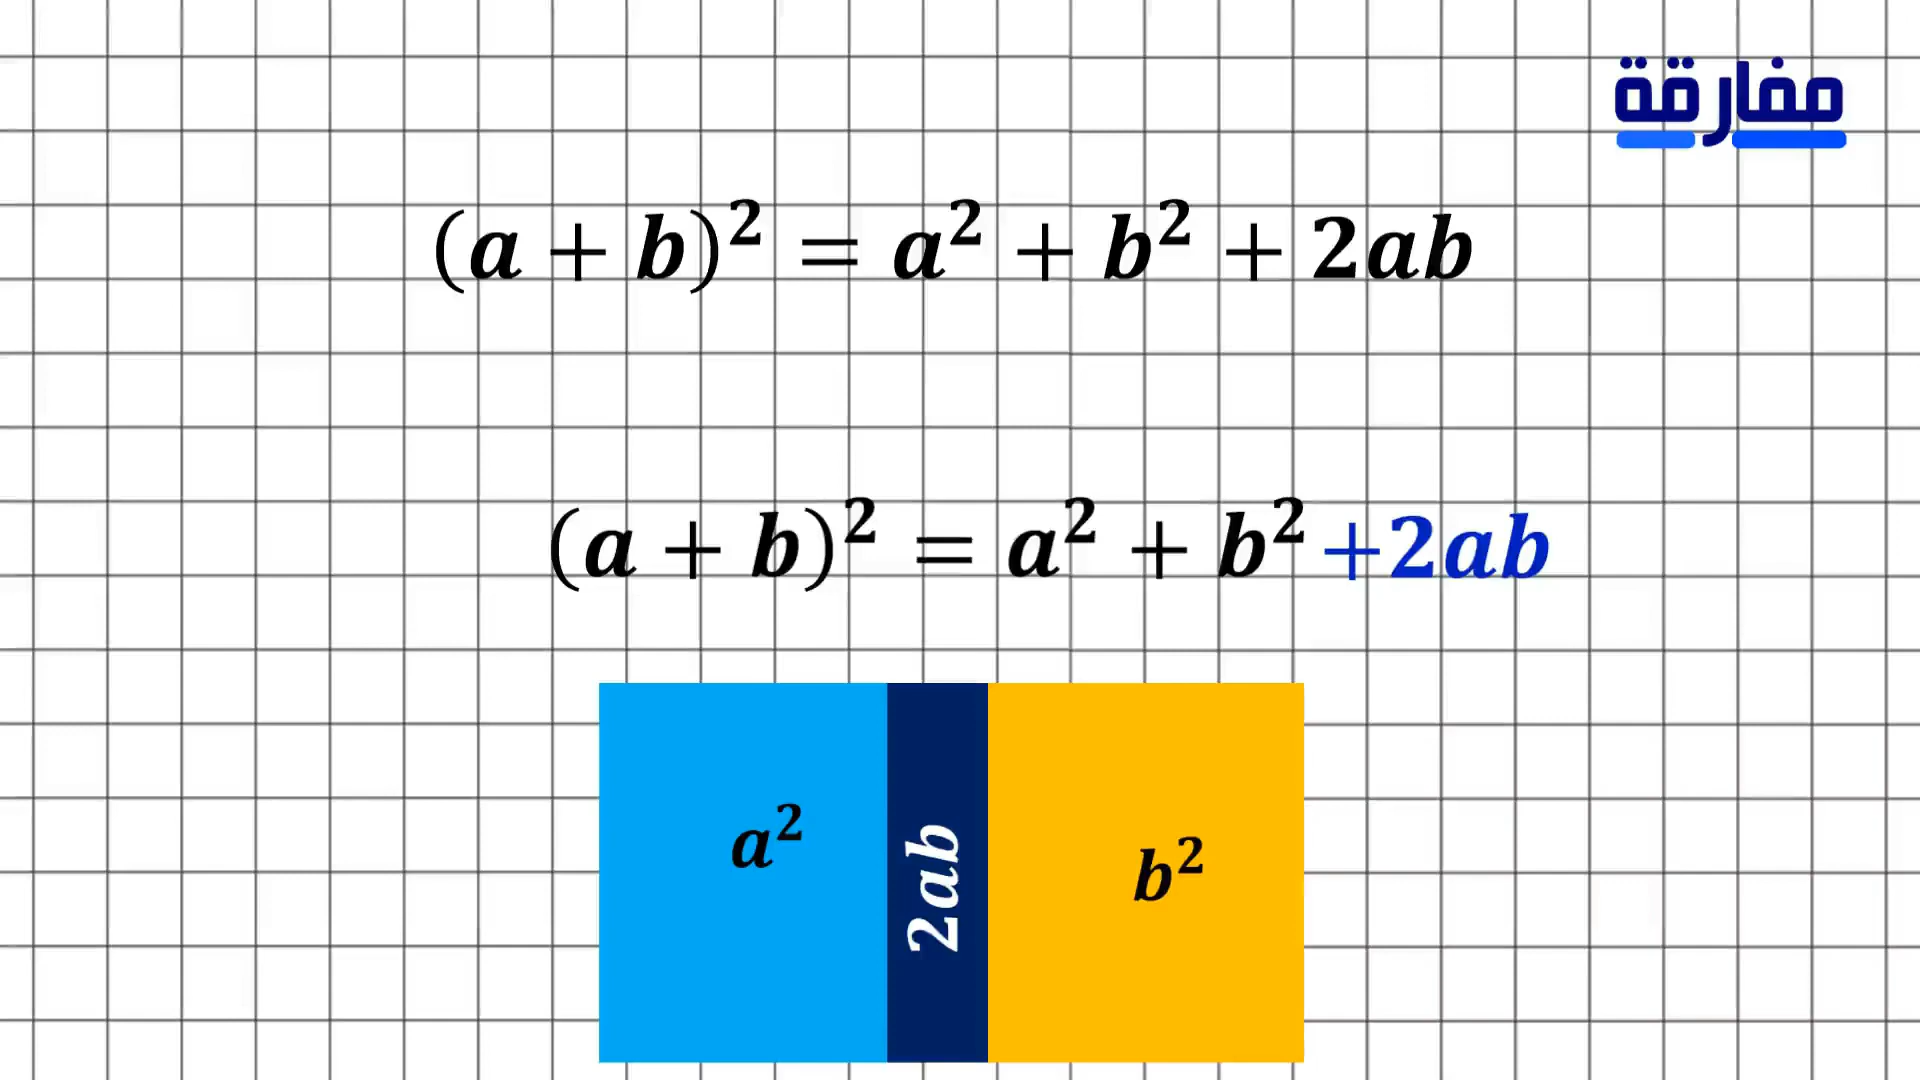 مفارقة
(a + b)² = a² + b² + 2ab
(a + b)² = a² + b² +2ab
a²
2ab
b²